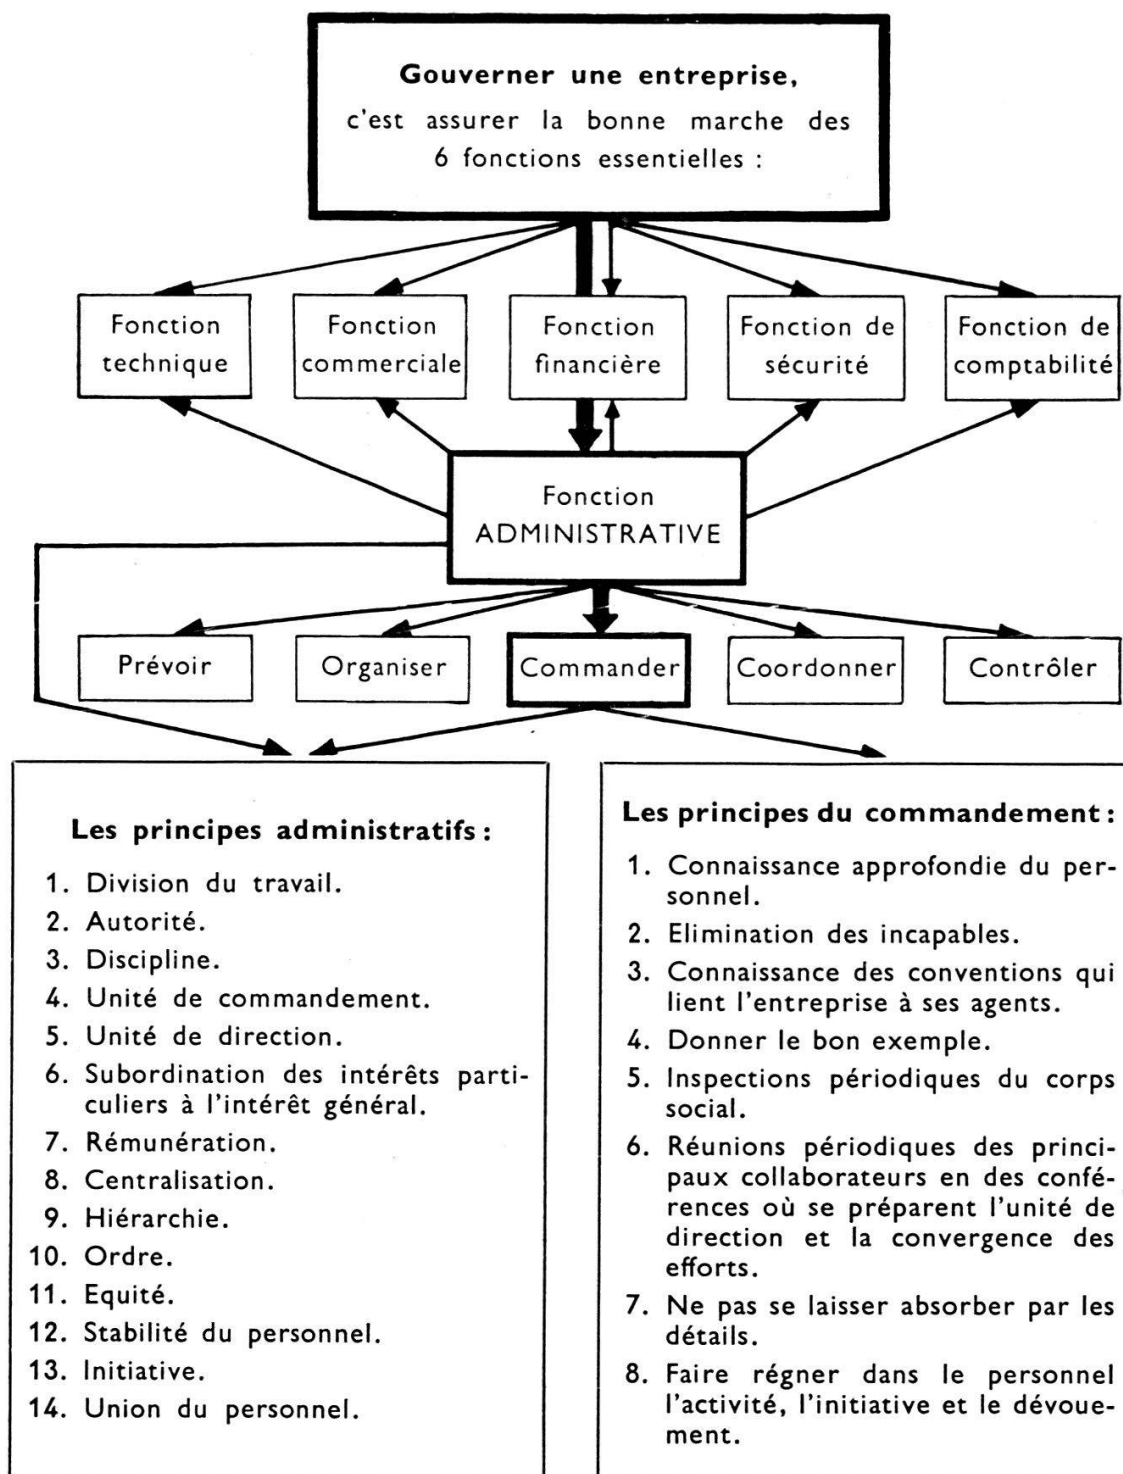 Gouverner une entreprise,
c'est assurer la bonne marche des
6 fonctions essentielles :
Fonction
technique
Fonction
commerciale
Fonction
financière
Fonction de
sécurité
Fonction de
comptabilité
Fonction
ADMINISTRATIVE
Prévoir
Organiser
Commander
Coordonner
Contrôler
Les principes administratifs :
1. Division du travail.
2. Autorité.
3. Discipline.
4. Unité de commandement.
5. Unité de direction.
6. Subordination des intérêts parti-
culiers à l'intérêt général.
7. Rémunération.
8. Centralisation.
9. Hiérarchie.
10. Ordre.
11. Equité.
12. Stabilité du personnel.
13. Initiative.
14. Union du personnel.
Les principes du commandement :
1. Connaissance approfondie du per-
sonnel.
2. Elimination des incapables.
3. Connaissance des conventions qui
lient l'entreprise à ses agents.
4. Donner le bon exemple.
5. Inspections périodiques du corps
social.
6. Réunions périodiques des princi-
paux collaborateurs en des confé-
rences où se préparent l'unité de
direction et la convergence des
efforts.
7. Ne pas se laisser absorber par les
détails.
8. Faire régner dans le personnel
l'activité, l'initiative et le dévoue-
ment.